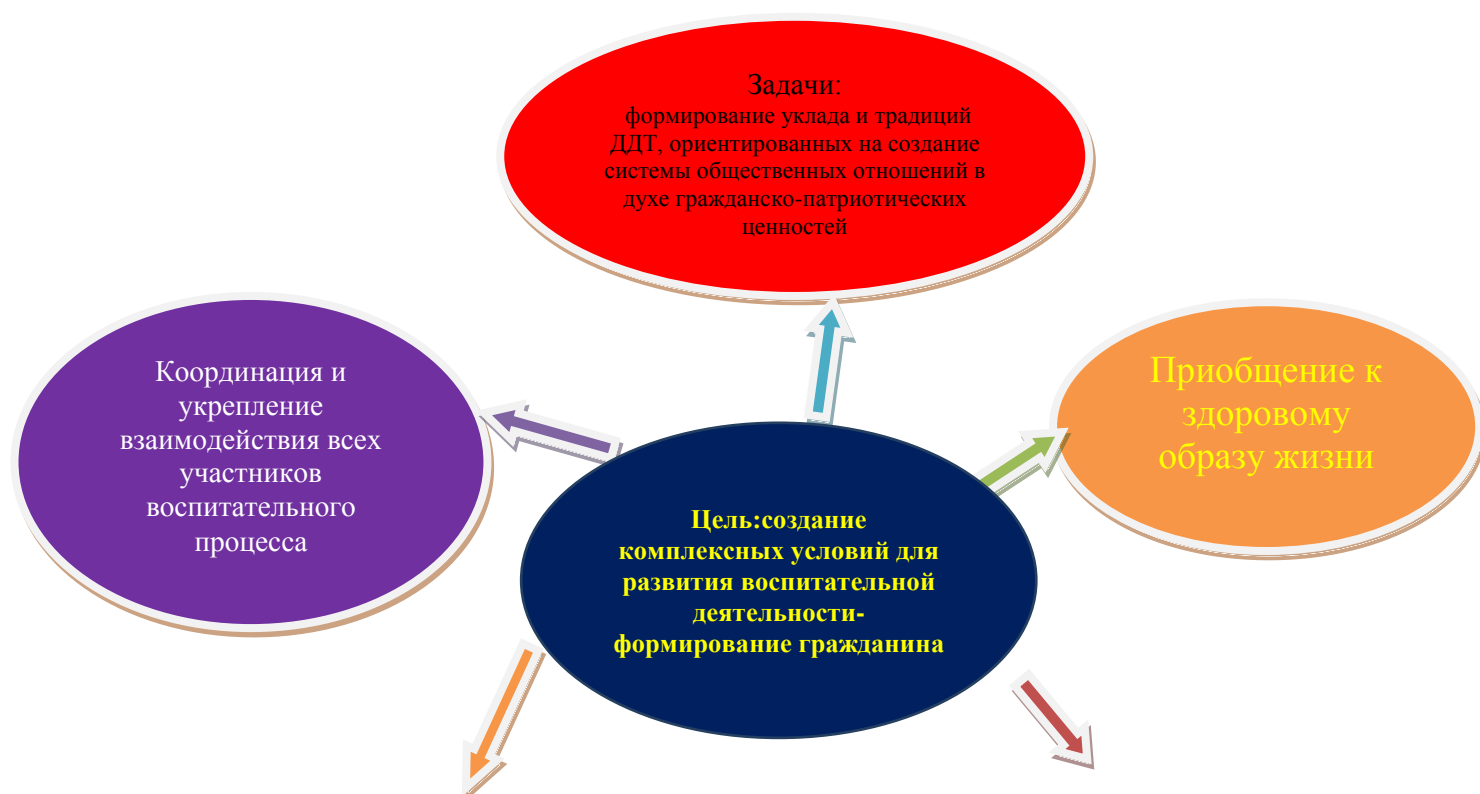 Задачи:
формирование уклада и традиций
ДДТ, ориентированных на создание
системы общественных отношений в
духе гражданско-патриотических
ценностей
Координация и
укрепление
взаимодействия всех
участников
воспитательного
процесса
Приобщение к
здоровому
образу жизни
Цель:создание
комплексных условий для
развития воспитательной
деятельности-
формирование гражданина